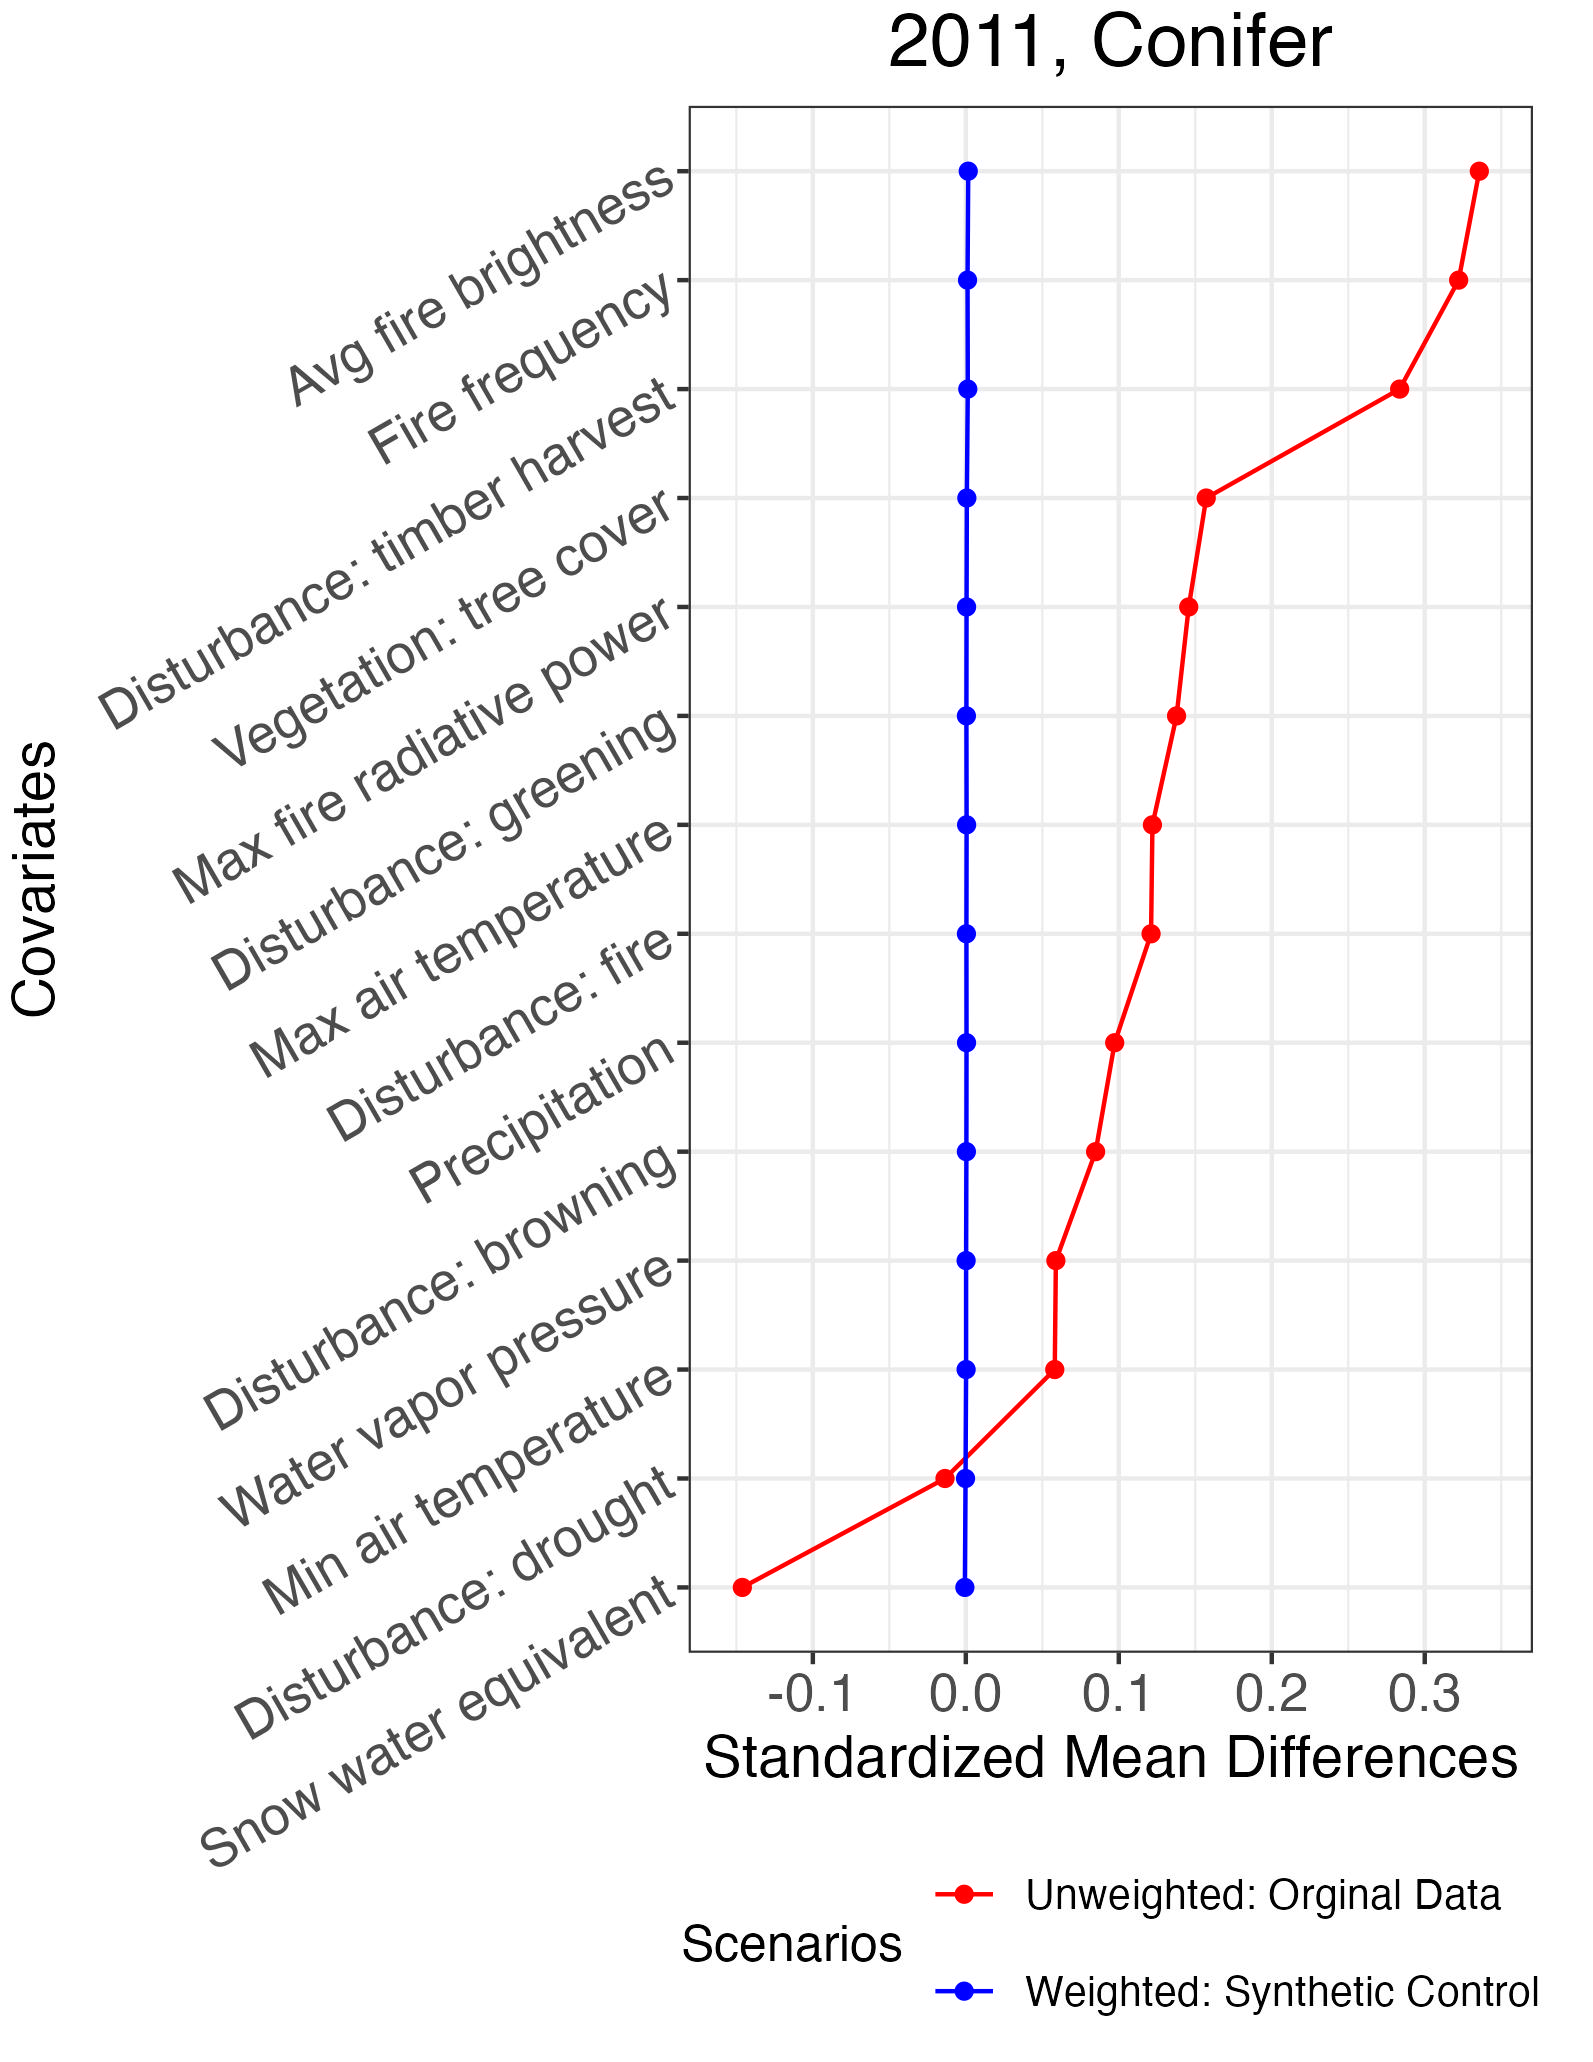 2011, Conifer
Covariates
Avg fire brightness
Fire frequency
Disturbance: timber harvest
Vegetation: tree cover
Max fire radiative power
Disturbance: greening
Max air temperature
Disturbance: fire
Precipitation
Disturbance: browning
Water vapor pressure
Min air temperature
Disturbance: drought
Snow water equivalent
-0.1 0.0 0.1 0.2 0.3
Standardized Mean Differences
Scenarios
Unweighted: Orginal Data
Weighted: Synthetic Control